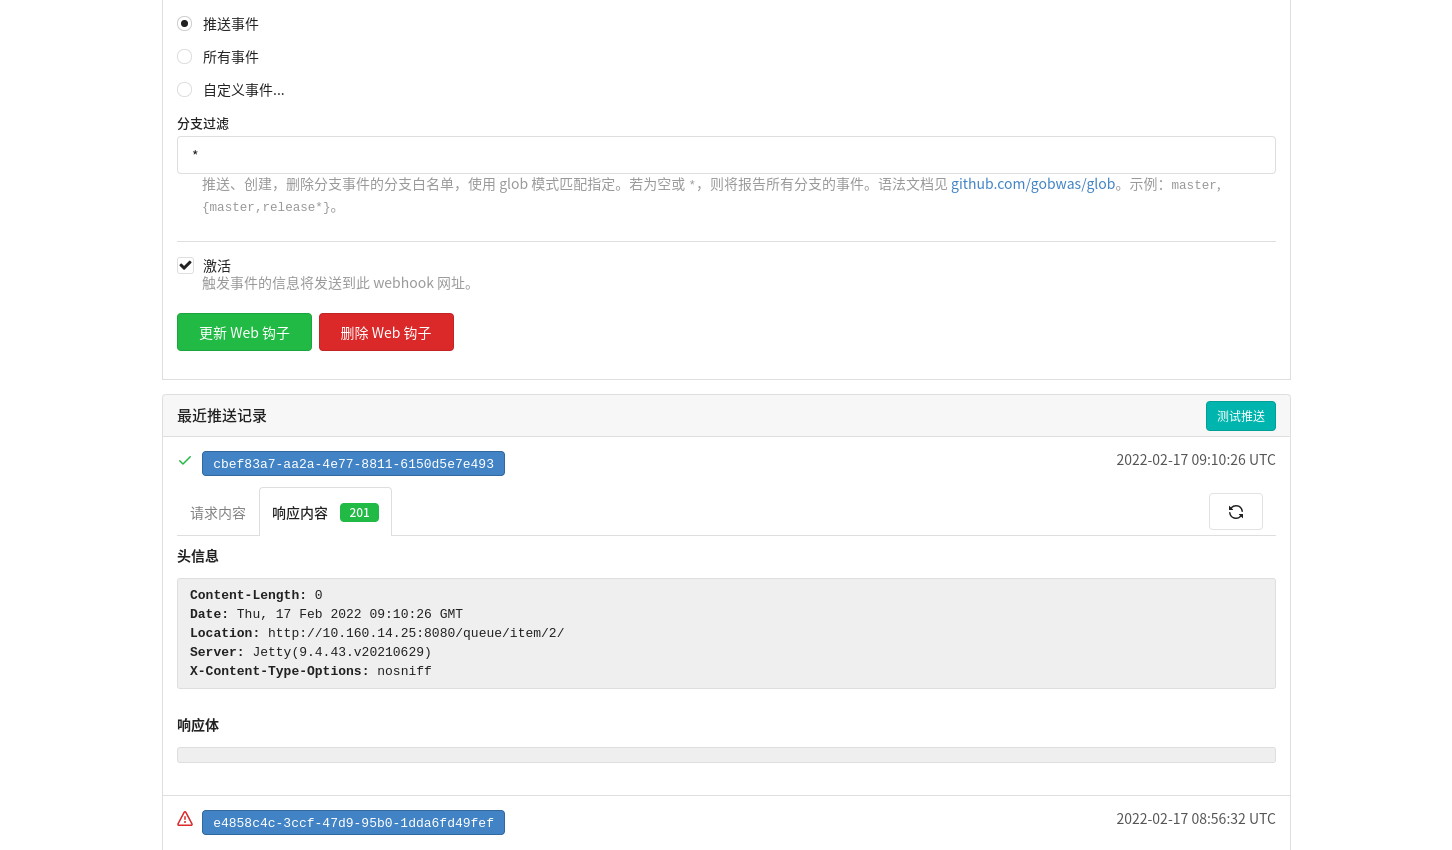 推送事件
所有事件
自定义事件...
分支过滤
*
推送、创建，删除分支事件的分支白名单，使用 glob 模式匹配指定。若为空或 *，则将报告所有分支的事件。语法文档见 github.com/gobwas/glob。示例：master，
{master,release*}。
激活
触发事件的信息将发送到此 webhook 网址。
更新 Web 钩子 删除 Web 钩子
最近推送记录 测试推送
cbef83a7-aa2a-4e77-8811-6150d5e7e493 2022-02-17 09:10:26 UTC
请求内容 响应内容 201
头信息
Content-Length: 0
Date: Thu, 17 Feb 2022 09:10:26 GMT
Location: http://10.160.14.25:8080/queue/item/2/
Server: Jetty(9.4.43.v20210629)
X-Content-Type-Options: nosniff
响应体
e4858c4c-3ccf-47d9-95b0-1dda6fd49fef 2022-02-17 08:56:32 UTC